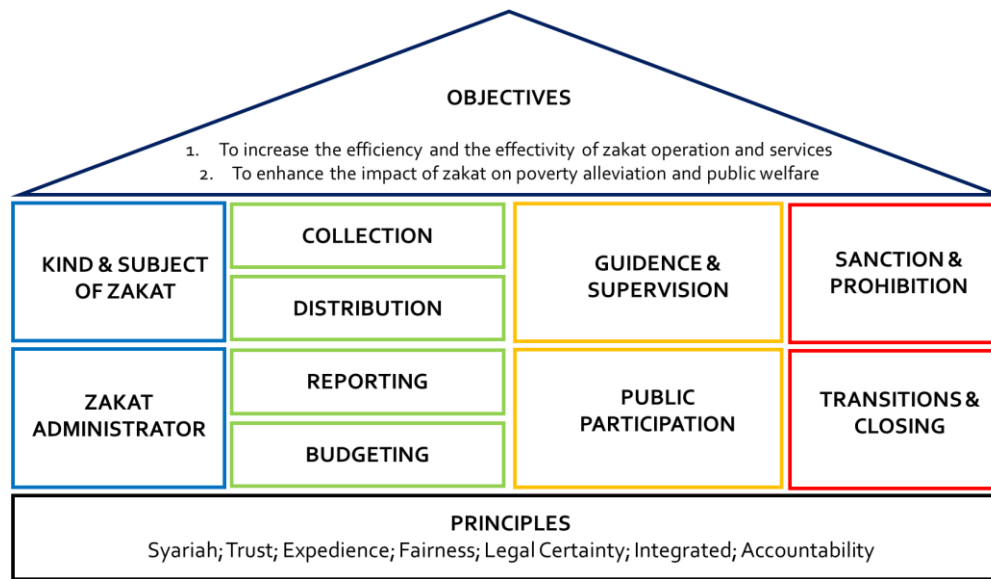 OBJECTIVES
1. To increase the efficiency and the effectivity of zakat operation and services
2. To enhance the impact of zakat on poverty alleviation and public welfare
KIND & SUBJECT
OF ZAKAT
ZAKAT
ADMINISTRATOR
COLLECTION
DISTRIBUTION
REPORTING
BUDGETING
GUIDENCE &
SUPERVISION
PUBLIC
PARTICIPATION
SANCTION &
PROHIBITION
TRANSITIONS &
CLOSING
PRINCIPLES
Syariah; Trust; Expedience; Fairness; Legal Certainty; Integrated; Accountability